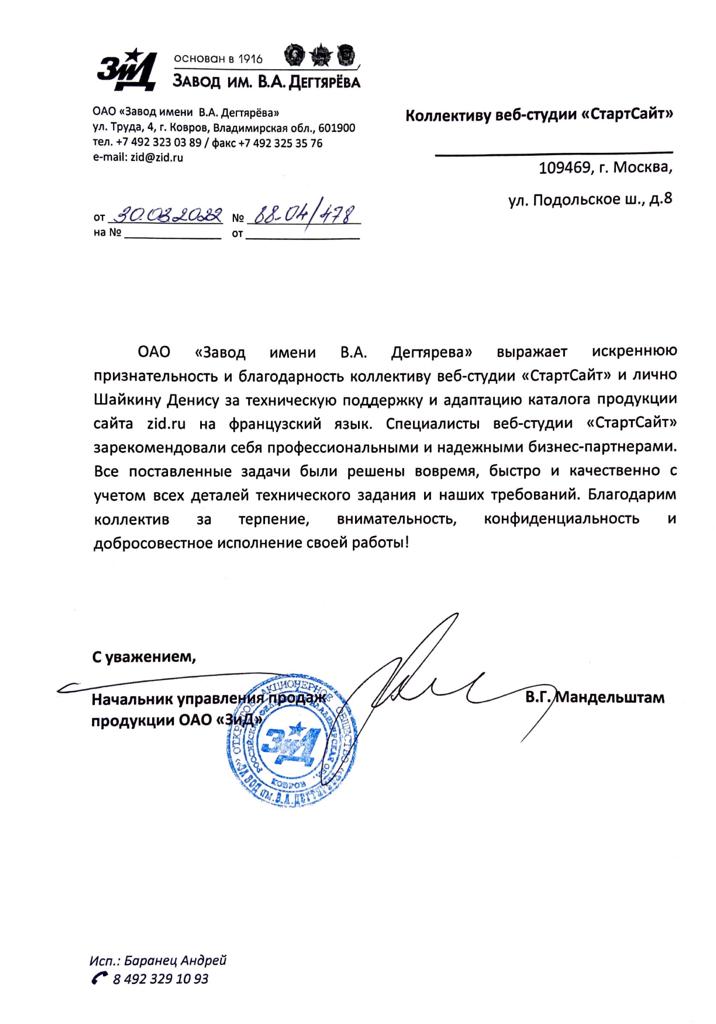 ЗиД
ОСНОВАН В 1916
ЗАВОД ИМ. В.А. ДЕГТЯРЁВА
ОАО «Завод имени В.А. Дегтярёва»
ул. Труда, 4, г. Ковров, Владимирская обл., 601900
тел. +7 492 323 03 89 / факс +7 492 325 35 76
e-mail: zid@zid.ru
от 30.03.2022 № 88-04/478
на № от
Коллективу веб-студии «СтартСайт»
109469, г. Москва,
ул. Подольское ш., д.8
ОАО «Завод имени В.А. Дегтярева» выражает искреннюю
признательность и благодарность коллективу веб-студии «СтартСайт» и лично
Шайкину Денису за техническую поддержку и адаптацию каталога продукции
сайта zid.ru на французский язык. Специалисты веб-студии «СтартСайт»
зарекомендовали себя профессиональными и надежными бизнес-партнерами.
Все поставленные задачи были решены вовремя, быстро и качественно с
учетом всех деталей технического задания и наших требований. Благодарим
коллектив за терпение, внимательность, конфиденциальность и
добросовестное исполнение своей работы!
С уважением,
Начальник управления продаж
продукции ОАО «ЗиД»
В.Г. Мандельштам
ОТКРЫТОЕ АКЦИОНЕРНОЕ ОБЩЕСТВО
ЗиД
КОВРОВ
Исп.: Баранец Андрей
8 492 329 10 93